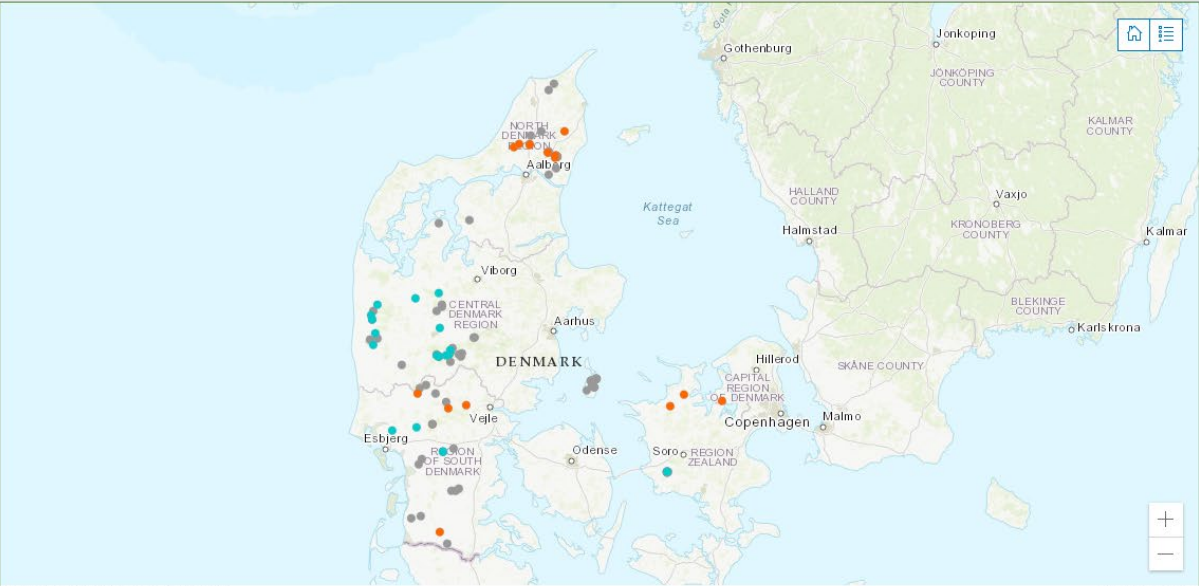 Gota R
Gothenburg
Jonkoping
JÖNKÖPING
COUNTY
KALMAR
COUNTY
NORTH
DENMARK
REGION
Aalborg
Kattegat
Sea
HALLAND
COUNTY
Vaxjo
KRONOBERG
COUNTY
Halmstad
Kalmar
Viborg
CENTRAL
DENMARK
REGION
BLEKINGE
COUNTY
Karlskrona
Aarhus
DENMARK
Hillerod
SKÅNE COUNTY
CAPITAL
REGION
OF DENMARK
Vejle
Copenhagen
Malmo
Esbjerg
REGION
OF SOUTH
DENMARK
Odense
Soro
REGION
ZEALAND